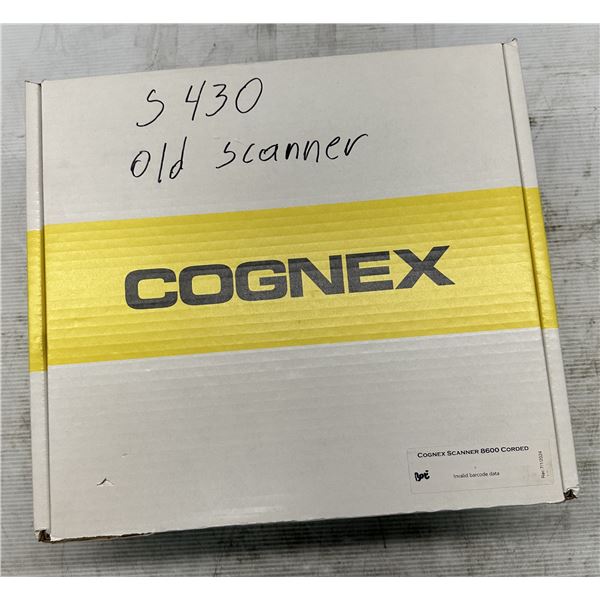 S 430
old scanner
COGNEX
COGNEX SCANNER 8600 CORDED
Invalid barcode data